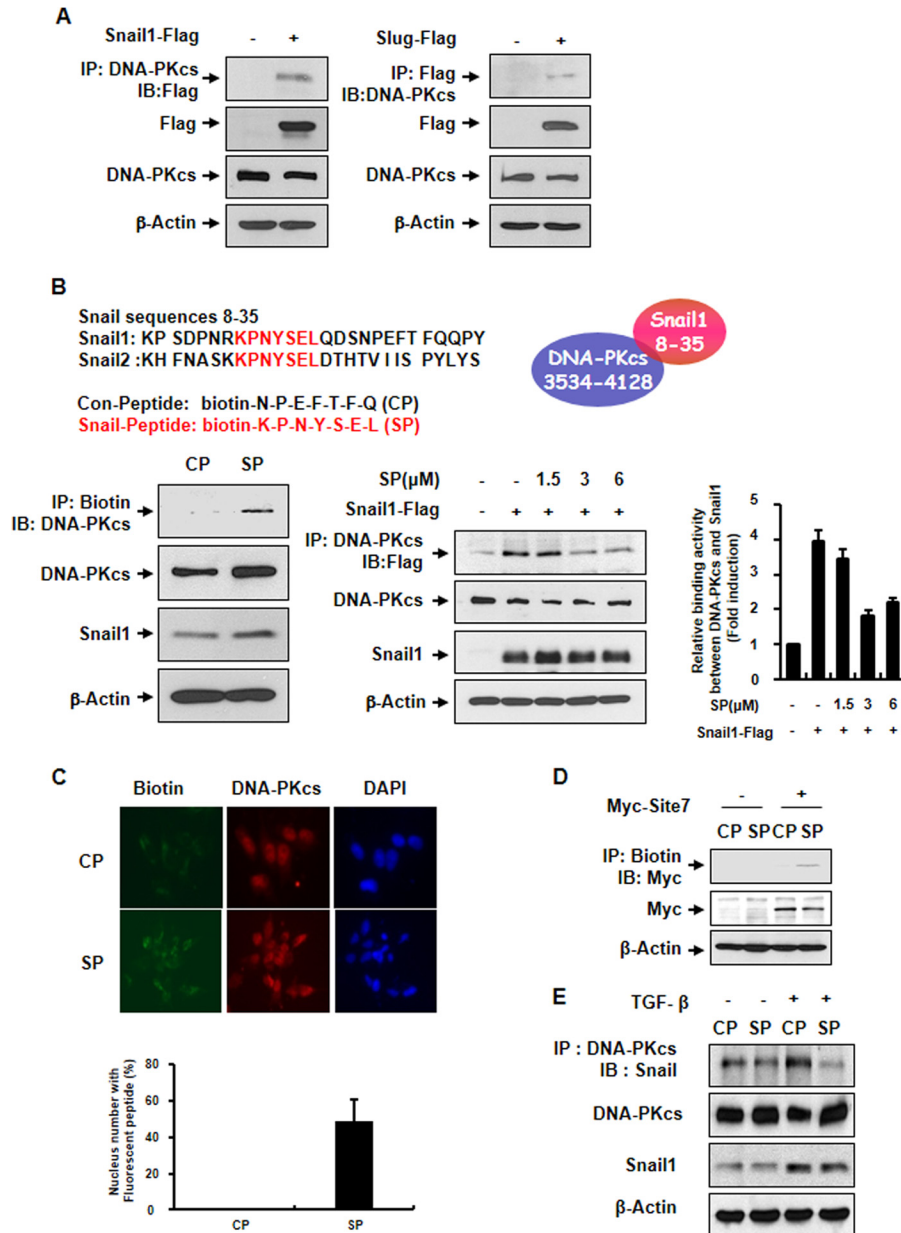 A
Snail1-Flag - +
IP: DNA-PKcs
IB:Flag
Flag
DNA-PKcs
β-Actin
Slug-Flag - +
IP: Flag
IB:DNA-PKcs
Flag
DNA-PKcs
β-Actin
B
Snail sequences 8-35
Snail1: KP SDPNRKPNYSELQDSNPEFT FQQPY
Snail2 :KH FNASKKPNYSELDTHTV I IS PYLYS
Con-Peptide: biotin-N-P-E-F-T-F-Q (CP)
Snail-Peptide: biotin-K-P-N-Y-S-E-L (SP)
Snail1
8-35
DNA-PKcs
3534-4128
CP SP
IP: Biotin
IB: DNA-PKcs
DNA-PKcs
Snail1
β-Actin
SP(μM) - - 1.5 3 6
Snail1-Flag - + + + +
IP: DNA-PKcs
IB:Flag
DNA-PKcs
Snail1
β-Actin
Relative binding activity
between DNA-PKcs and Snail1
(Fold induction)
5
4
3
2
1
0
SP(μM) - - 1.5 3 6
Snail1-Flag - + + + +
C
Biotin DNA-PKcs DAPI
CP
SP
Nucleus number with
Fluorescent peptide (%)
80
60
40
20
0
CP SP
D
Myc-Site7 - +
CP SP CP SP
IP: Biotin
IB: Myc
Myc
β-Actin
E
TGF- β - - + +
CP SP CP SP
IP : DNA-PKcs
IB : Snail
DNA-PKcs
Snail1
β-Actin